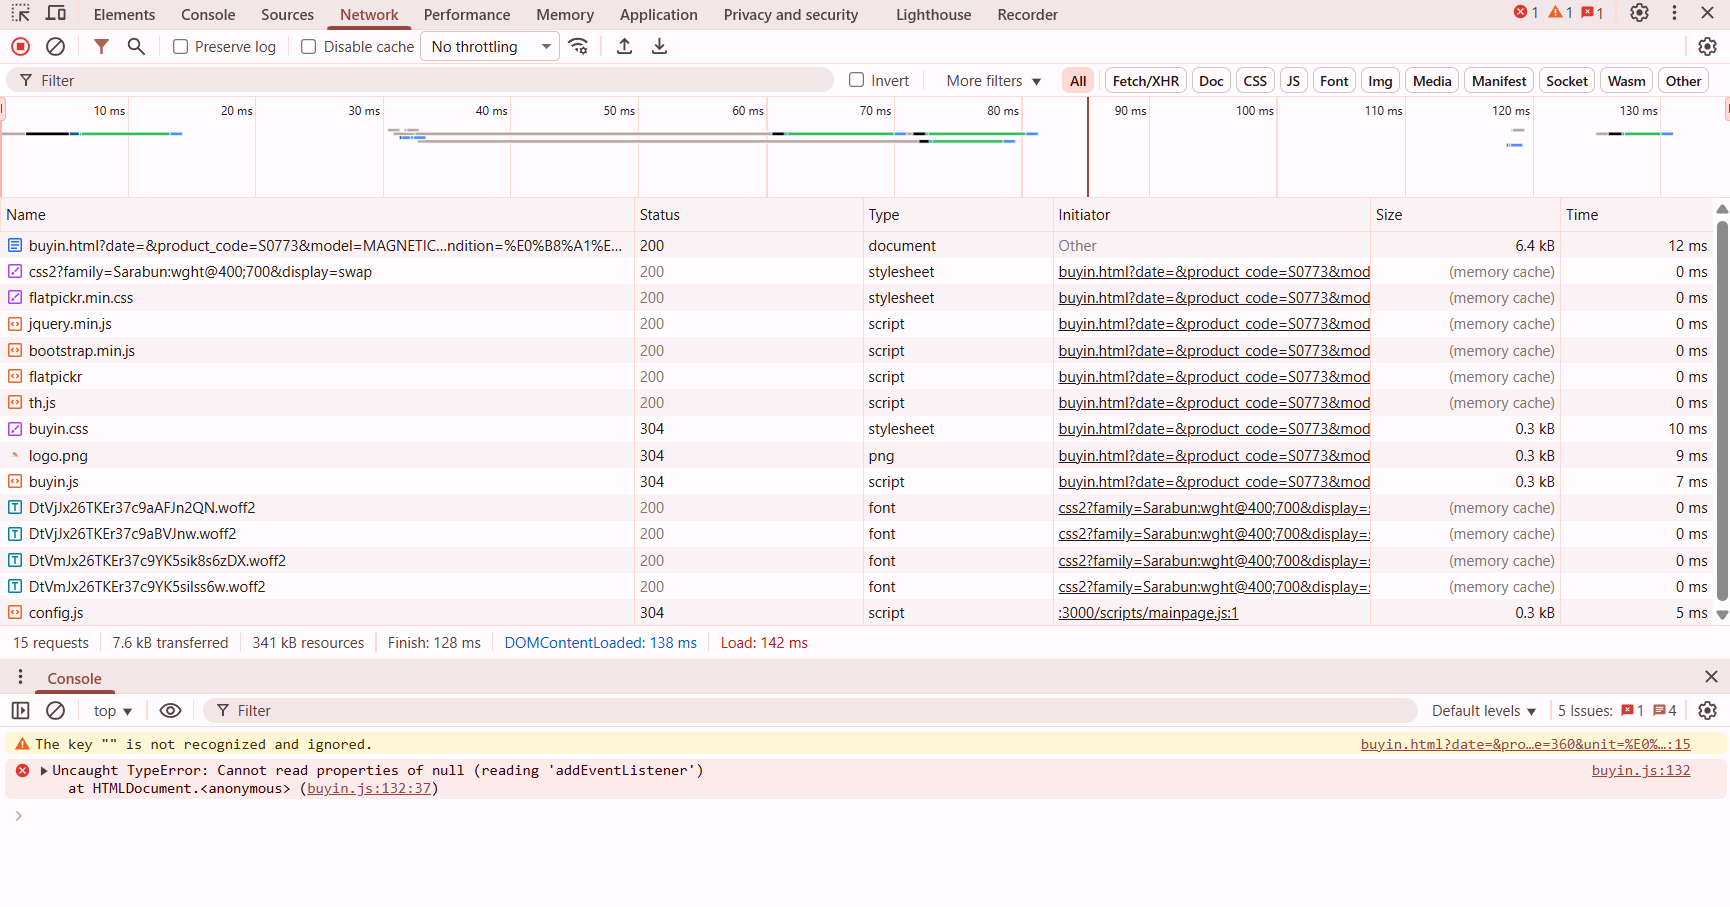 Elements Console Sources Network Performance Memory Application Privacy and security Lighthouse Recorder 1 1 1
Preserve log Disable cache No throttling
Filter Invert More filters All Fetch/XHR Doc CSS JS Font Img Media Manifest Socket Wasm Other
10 ms 20 ms 30 ms 40 ms 50 ms 60 ms 70 ms 80 ms 90 ms 100 ms 110 ms 120 ms 130 ms
Name Status Type Initiator Size Time
buyin.html?date=&product_code=S0773&model=MAGNETIC...ndition=%E0%B8%A1%E... 200 document Other 6.4 kB 12 ms
css2?family=Sarabun:wght@400;700&display=swap 200 stylesheet buyin.html?date=&product_code=S0773&mod (memory cache) 0 ms
flatpickr.min.css 200 stylesheet buyin.html?date=&product_code=S0773&mod (memory cache) 0 ms
jquery.min.js 200 script buyin.html?date=&product_code=S0773&mod (memory cache) 0 ms
bootstrap.min.js 200 script buyin.html?date=&product_code=S0773&mod (memory cache) 0 ms
flatpickr 200 script buyin.html?date=&product_code=S0773&mod (memory cache) 0 ms
th.js 200 script buyin.html?date=&product_code=S0773&mod (memory cache) 0 ms
buyin.css 304 stylesheet buyin.html?date=&product_code=S0773&mod 0.3 kB 10 ms
logo.png 304 png buyin.html?date=&product_code=S0773&mod 0.3 kB 9 ms
buyin.js 304 script buyin.html?date=&product_code=S0773&mod 0.3 kB 7 ms
DtVjJx26TKEr37c9aAFJn2QN.woff2 200 font css2?family=Sarabun:wght@400;700&display=s (memory cache) 0 ms
DtVjJx26TKEr37c9aBVJnw.woff2 200 font css2?family=Sarabun:wght@400;700&display=s (memory cache) 0 ms
DtVmJx26TKEr37c9YK5sik8s6zDX.woff2 200 font css2?family=Sarabun:wght@400;700&display=s (memory cache) 0 ms
DtVmJx26TKEr37c9YK5silss6w.woff2 200 font css2?family=Sarabun:wght@400;700&display=s (memory cache) 0 ms
config.js 304 script :3000/scripts/mainpage.js:1 0.3 kB 5 ms
15 requests 7.6 kB transferred 341 kB resources Finish: 128 ms DOMContentLoaded: 138 ms Load: 142 ms
Console
top Filter Default levels 5 Issues: 1 4
The key "" is not recognized and ignored. buyin.html?date=&pro…e=360&unit=%E0%…:15
Uncaught TypeError: Cannot read properties of null (reading 'addEventListener') buyin.js:132
at HTMLDocument.<anonymous> (buyin.js:132:37)